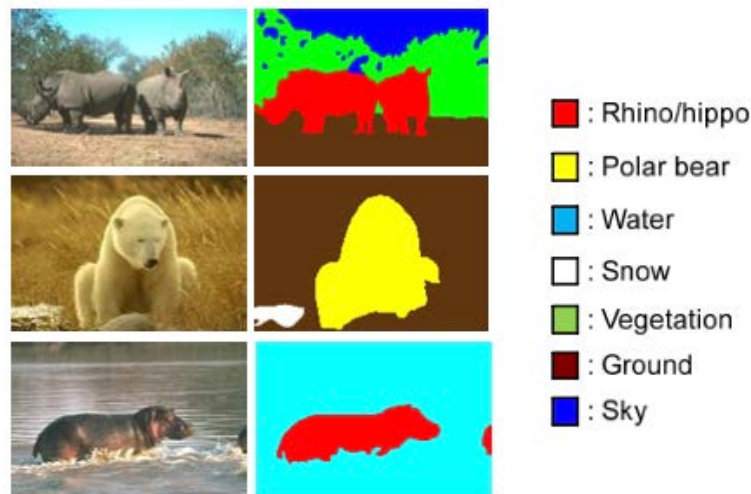 : Rhino/hippo
: Polar bear
: Water
: Snow
: Vegetation
: Ground
: Sky